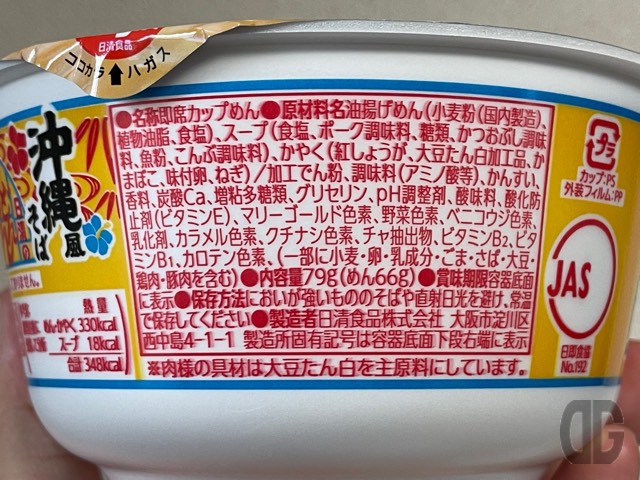 日清食品
ココカラ↑ハガス
沖縄風
そば
●名称即席カップめん●原材料名油揚げめん(小麦粉(国内製造)、
植物油脂、食塩)、スープ(食塩、ポーク調味料、糖類、かつおぶし調味
料、魚粉、こんぶ調味料)、かやく(紅しょうが、大豆たん白加工品、か
まぼこ、味付卵、ねぎ)/加工でん粉、調味料(アミノ酸等)、かんすい、
香料、炭酸Ca、増粘多糖類、グリセリン、pH調整剤、酸味料、酸化防
止剤(ビタミンE)、マリーゴールド色素、野菜色素、ベニコウジ色素、
乳化剤、カラメル色素、クチナシ色素、チャ抽出物、ビタミンB2、ビタ
ミンB1、カロテン色素、(一部に小麦・卵・乳成分・ごま・さば・大豆・
鶏肉・豚肉を含む)●内容量79g(めん66g)●賞味期限容器底面
に表示●保存方法においが強いもののそばや直射日光を避け、常温
で保存してください●製造者日清食品株式会社 大阪市淀川区
西中島4-1-1 製造所固有記号は容器底面下段右端に表示
※肉様の具材は大豆たん白を主原料にしています。
ません。
熱量
めん・かやく 330kcal
スープ 18kcal
合計 348kcal
プラ
カップ:PS
外装フィルム:PP
JAS
日即食協
No.192
DG